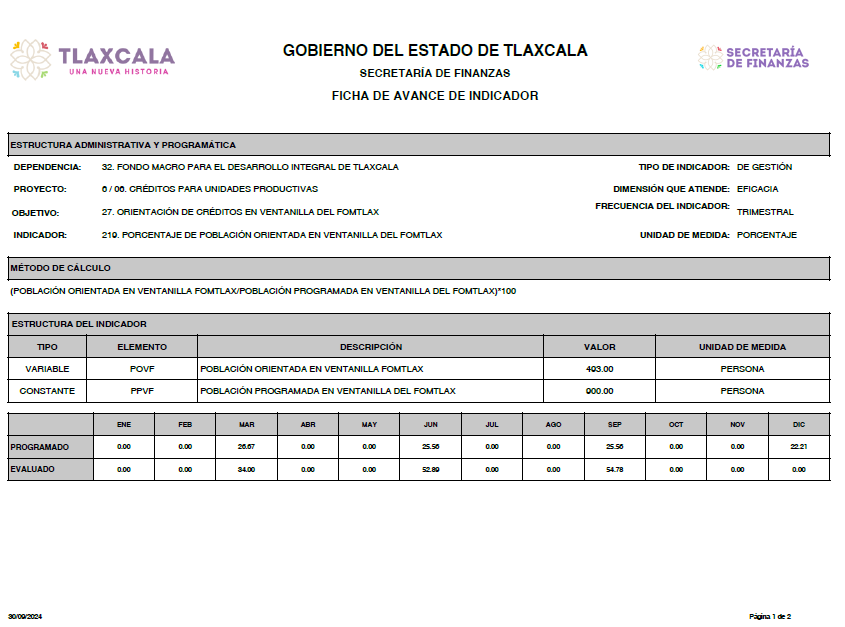 TLAXCALA
UNA NUEVA HISTORIA
GOBIERNO DEL ESTADO DE TLAXCALA
SECRETARÍA DE FINANZAS
FICHA DE AVANCE DE INDICADOR
SECRETARÍA
DE FINANZAS
ESTRUCTURA ADMINISTRATIVA Y PROGRAMÁTICA
DEPENDENCIA: 32. FONDO MACRO PARA EL DESARROLLO INTEGRAL DE TLAXCALA TIPO DE INDICADOR: DE GESTIÓN
PROYECTO: 6 / 06. CRÉDITOS PARA UNIDADES PRODUCTIVAS DIMENSIÓN QUE ATIENDE: EFICACIA
OBJETIVO: 27. ORIENTACIÓN DE CRÉDITOS EN VENTANILLA DEL FOMTLAX FRECUENCIA DEL INDICADOR: TRIMESTRAL
INDICADOR: 219. PORCENTAJE DE POBLACIÓN ORIENTADA EN VENTANILLA DEL FOMTLAX UNIDAD DE MEDIDA: PORCENTAJE
MÉTODO DE CÁLCULO
(POBLACIÓN ORIENTADA EN VENTANILLA FOMTLAX/POBLACIÓN PROGRAMADA EN VENTANILLA DEL FOMTLAX)*100
ESTRUCTURA DEL INDICADOR
TIPO ELEMENTO DESCRIPCIÓN VALOR UNIDAD DE MEDIDA
VARIABLE POVF POBLACIÓN ORIENTADA EN VENTANILLA FOMTLAX 493.00 PERSONA
CONSTANTE PPVF POBLACIÓN PROGRAMADA EN VENTANILLA DEL FOMTLAX 900.00 PERSONA
ENE FEB MAR ABR MAY JUN JUL AGO SEP OCT NOV DIC
PROGRAMADO 0.00 0.00 26.67 0.00 0.00 25.56 0.00 0.00 25.56 0.00 0.00 22.21
EVALUADO 0.00 0.00 34.00 0.00 0.00 52.89 0.00 0.00 54.78 0.00 0.00 0.00
30/09/2024 Página 1 de 2